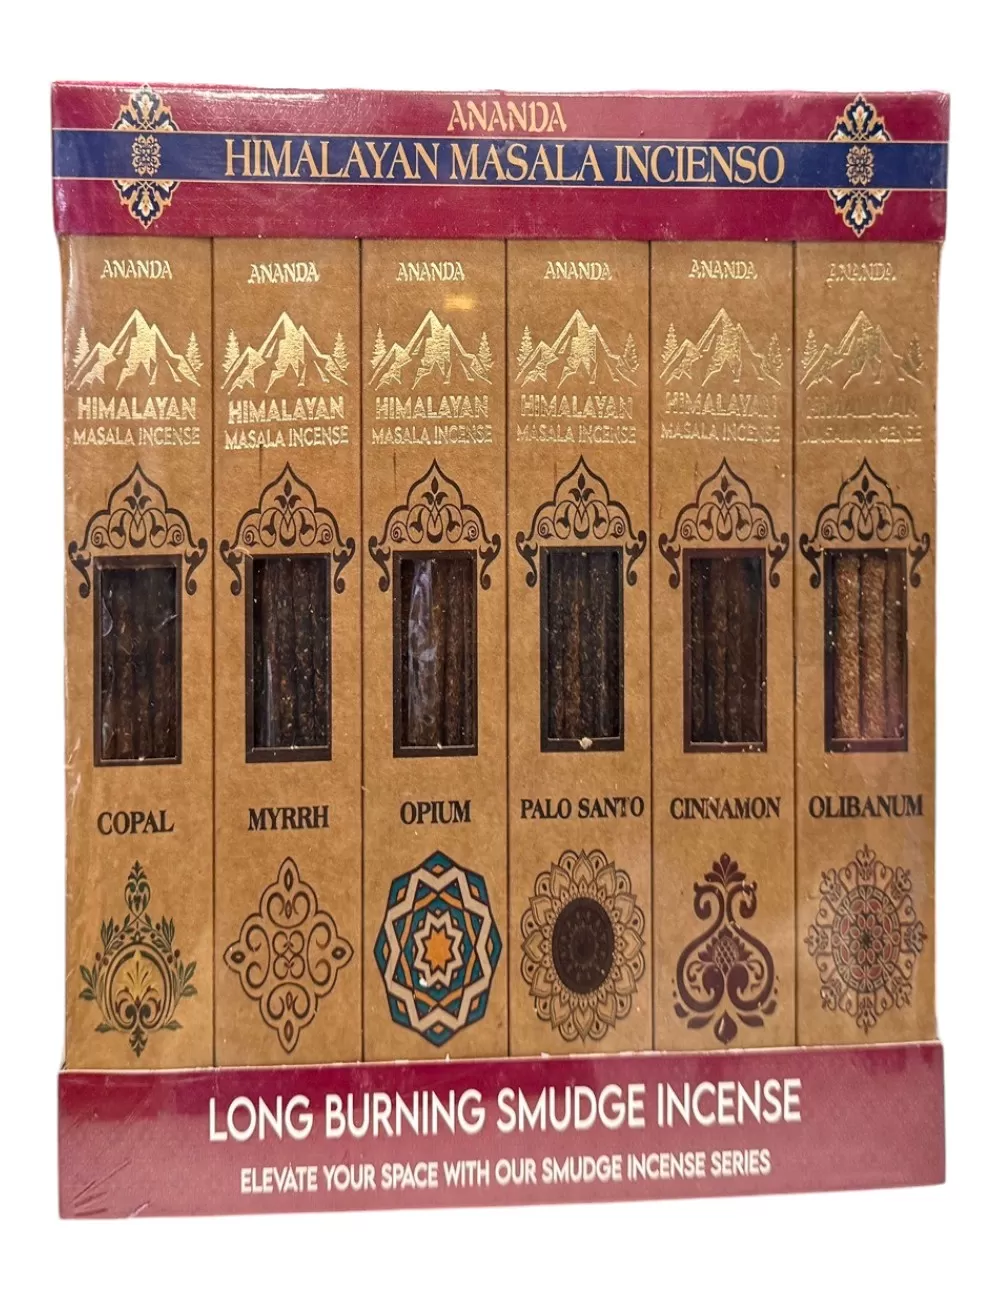 ANANDA
HIMALAYAN MASALA INCIENSO
ANANDA
HIMALAYAN
MASALA INCENSE
COPAL
ANANDA
HIMALAYAN
MASALA INCENSE
MYRRH
ANANDA
HIMALAYAN
MASALA INCENSE
OPIUM
ANANDA
HIMALAYAN
MASALA INCENSE
PALO SANTO
ANANDA
HIMALAYAN
MASALA INCENSE
CINNAMON
ANANDA
HIMALAYAN
MASALA INCENSE
OLIBANUM
LONG BURNING SMUDGE INCENSE
ELEVATE YOUR SPACE WITH OUR SMUDGE INCENSE SERIES